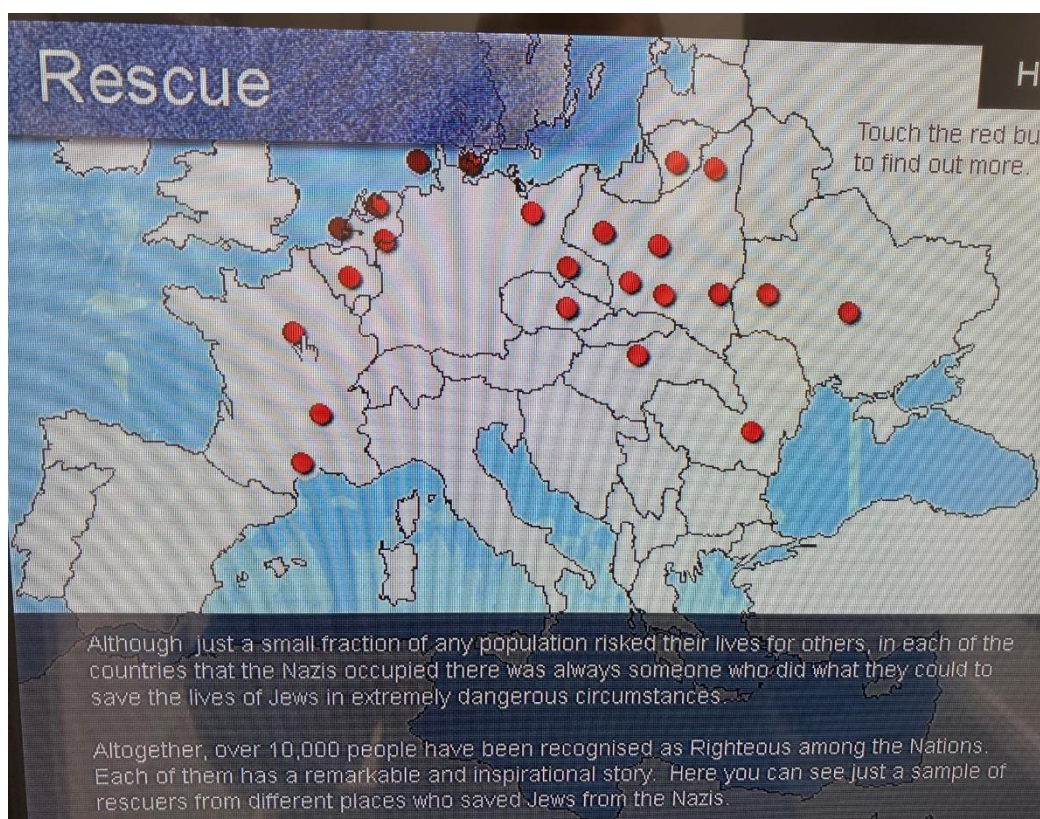 Rescue
H
Touch the red bu
to find out more.
Although just a small fraction of any population risked their lives for others, in each of the
countries that the Nazis occupied there was always someone who did what they could to
save the lives of Jews in extremely dangerous circumstances.
Altogether, over 10,000 people have been recognised as Righteous among the Nations.
Each of them has a remarkable and inspirational story. Here you can see just a sample of
rescuers from different places who saved Jews from the Nazis.